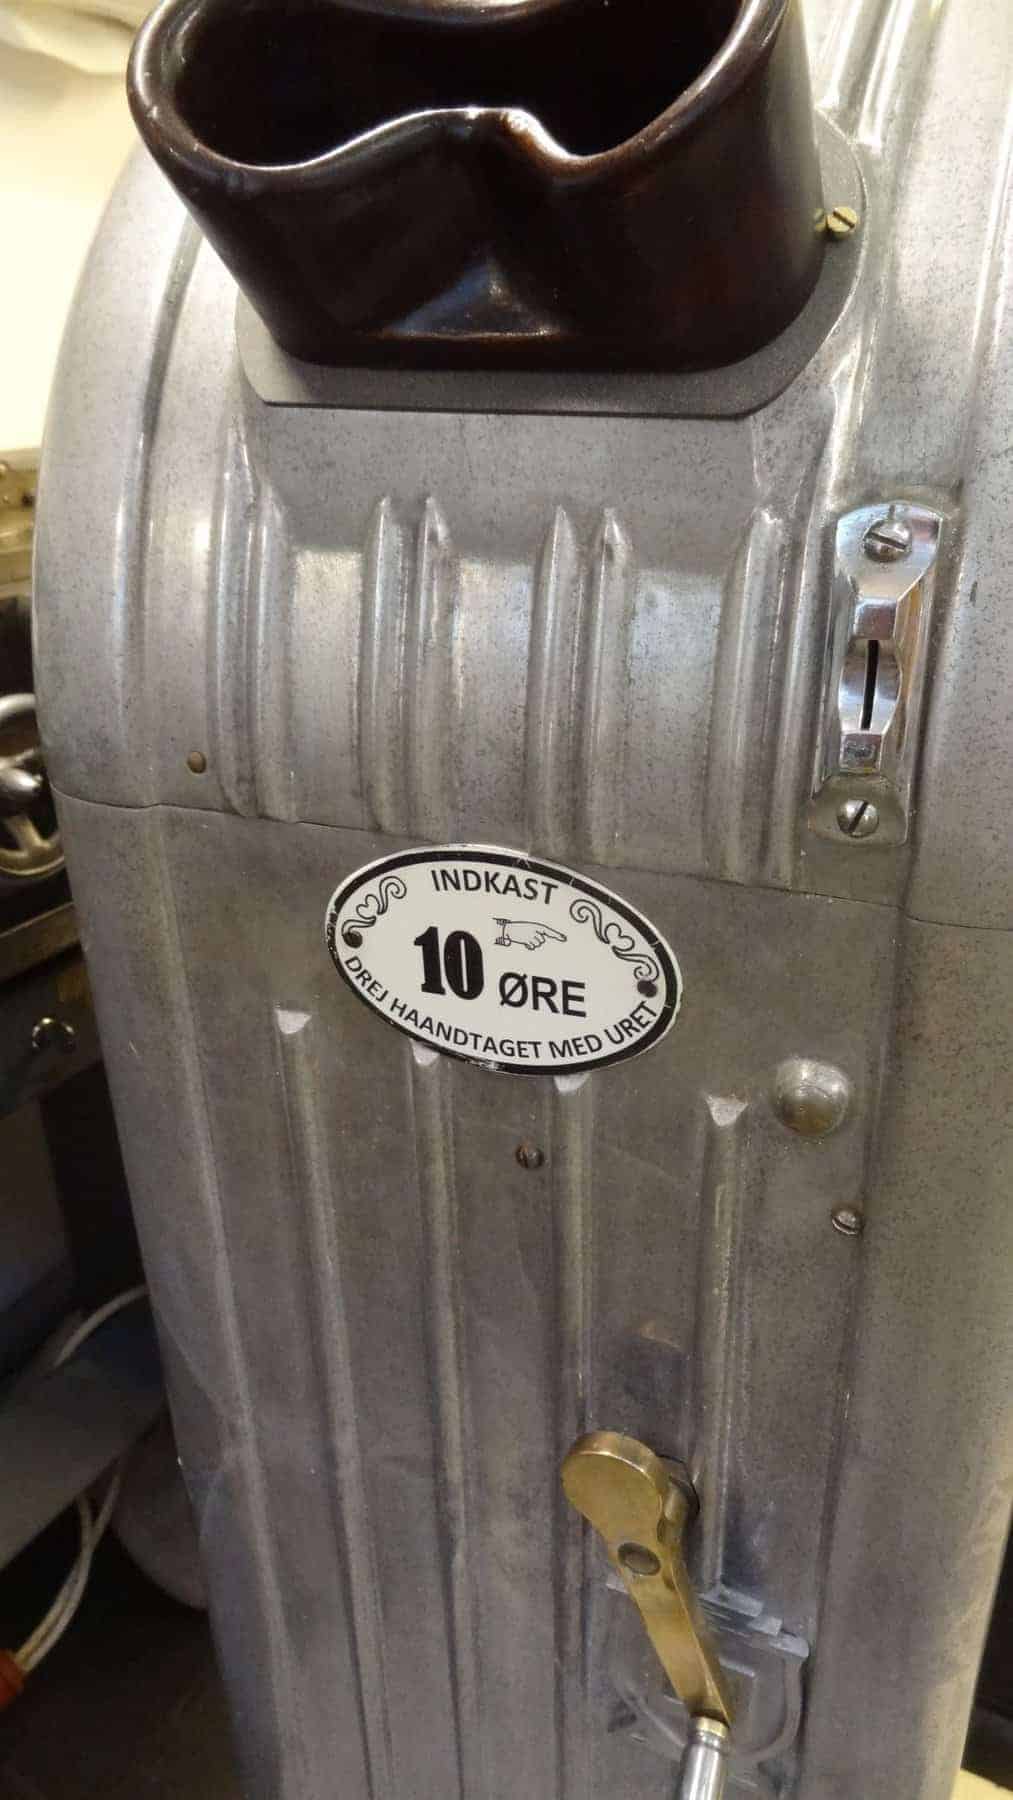 INDKAST
10 ØRE
DREJ HAANDTAGET MED URET